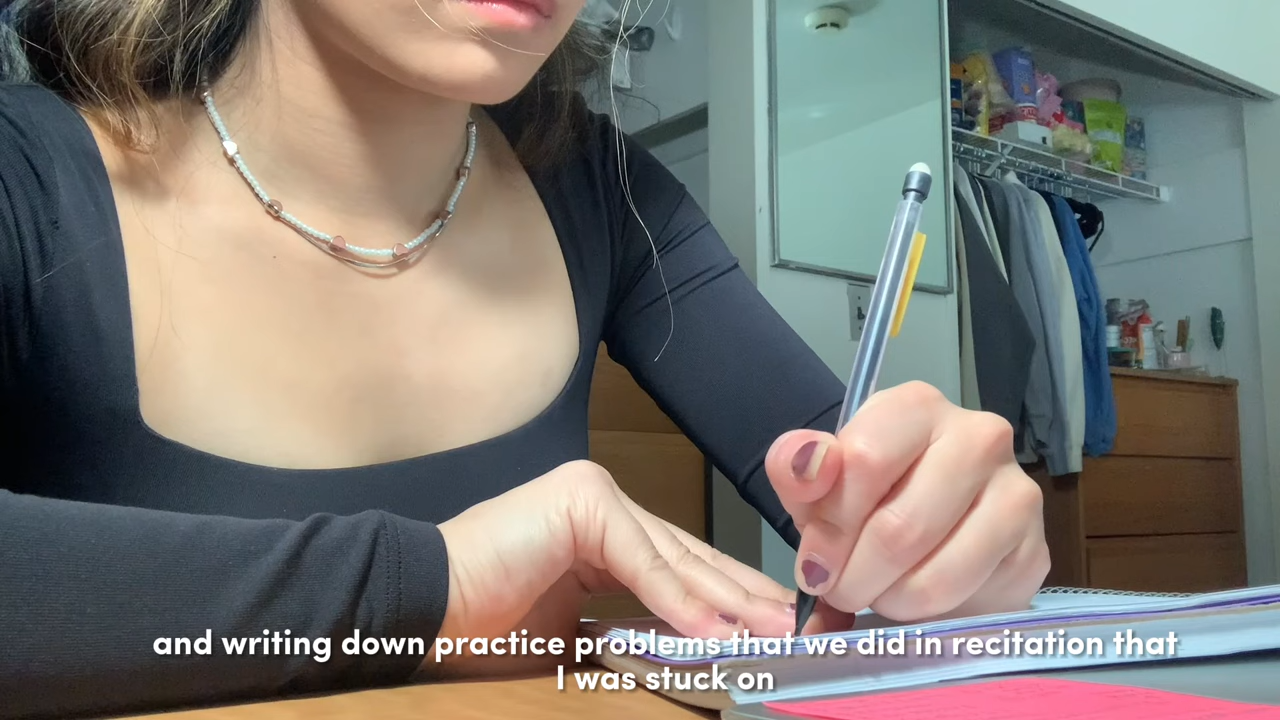 and writing down practice problems that we did in recitation that
I was stuck on